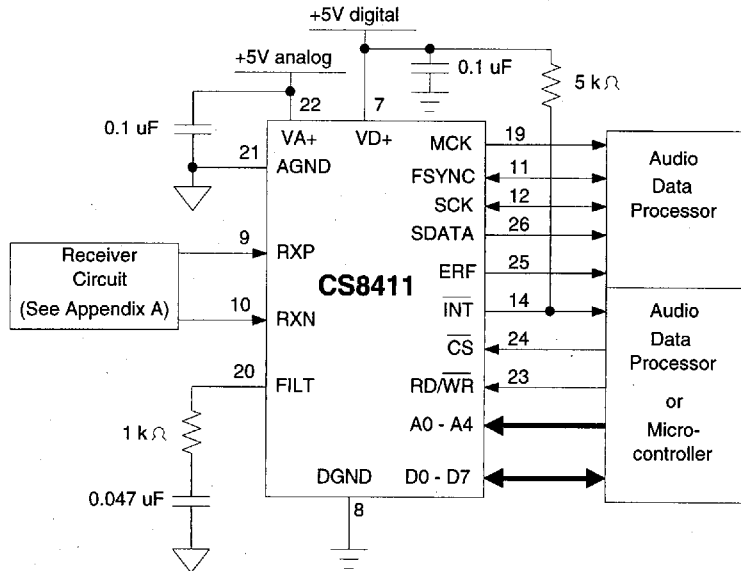 +5V digital
+5V analog
0.1 uF
5 kΩ
22
7
0.1 uF
VA+
VD+
MCK
19
Audio
Data
Processor
21
AGND
FSYNC
11
SCK
12
SDATA
26
9
RXP
Receiver
Circuit
(See Appendix A)
ERF
25
CS8411
10
RXN
INT
14
Audio
Data
Processor
or
Micro-
controller
CS
24
20
FILT
RD/WR
23
1 kΩ
A0 - A4
DGND
D0 - D7
0.047 uF
8